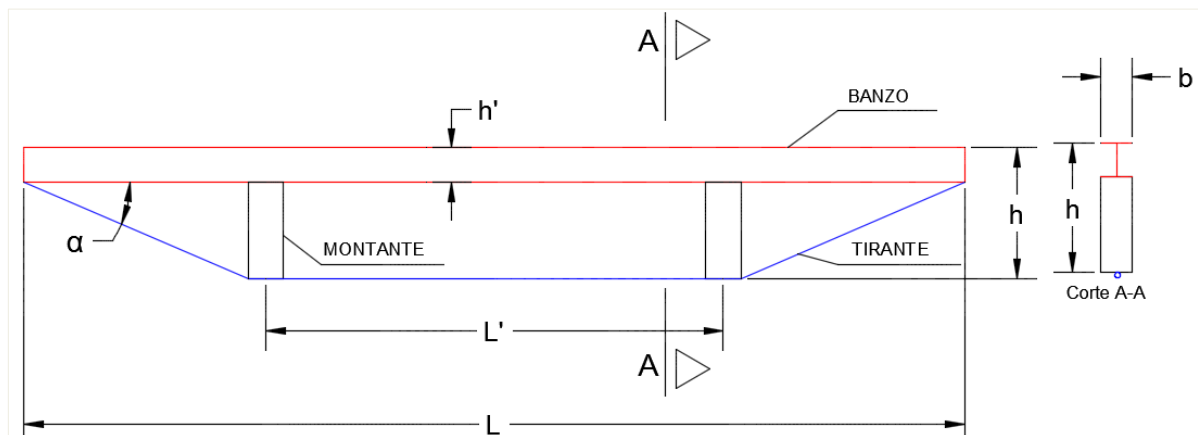 A
b
h'
BANZO
h
h
α
MONTANTE
TIRANTE
Corte A-A
L'
A
L